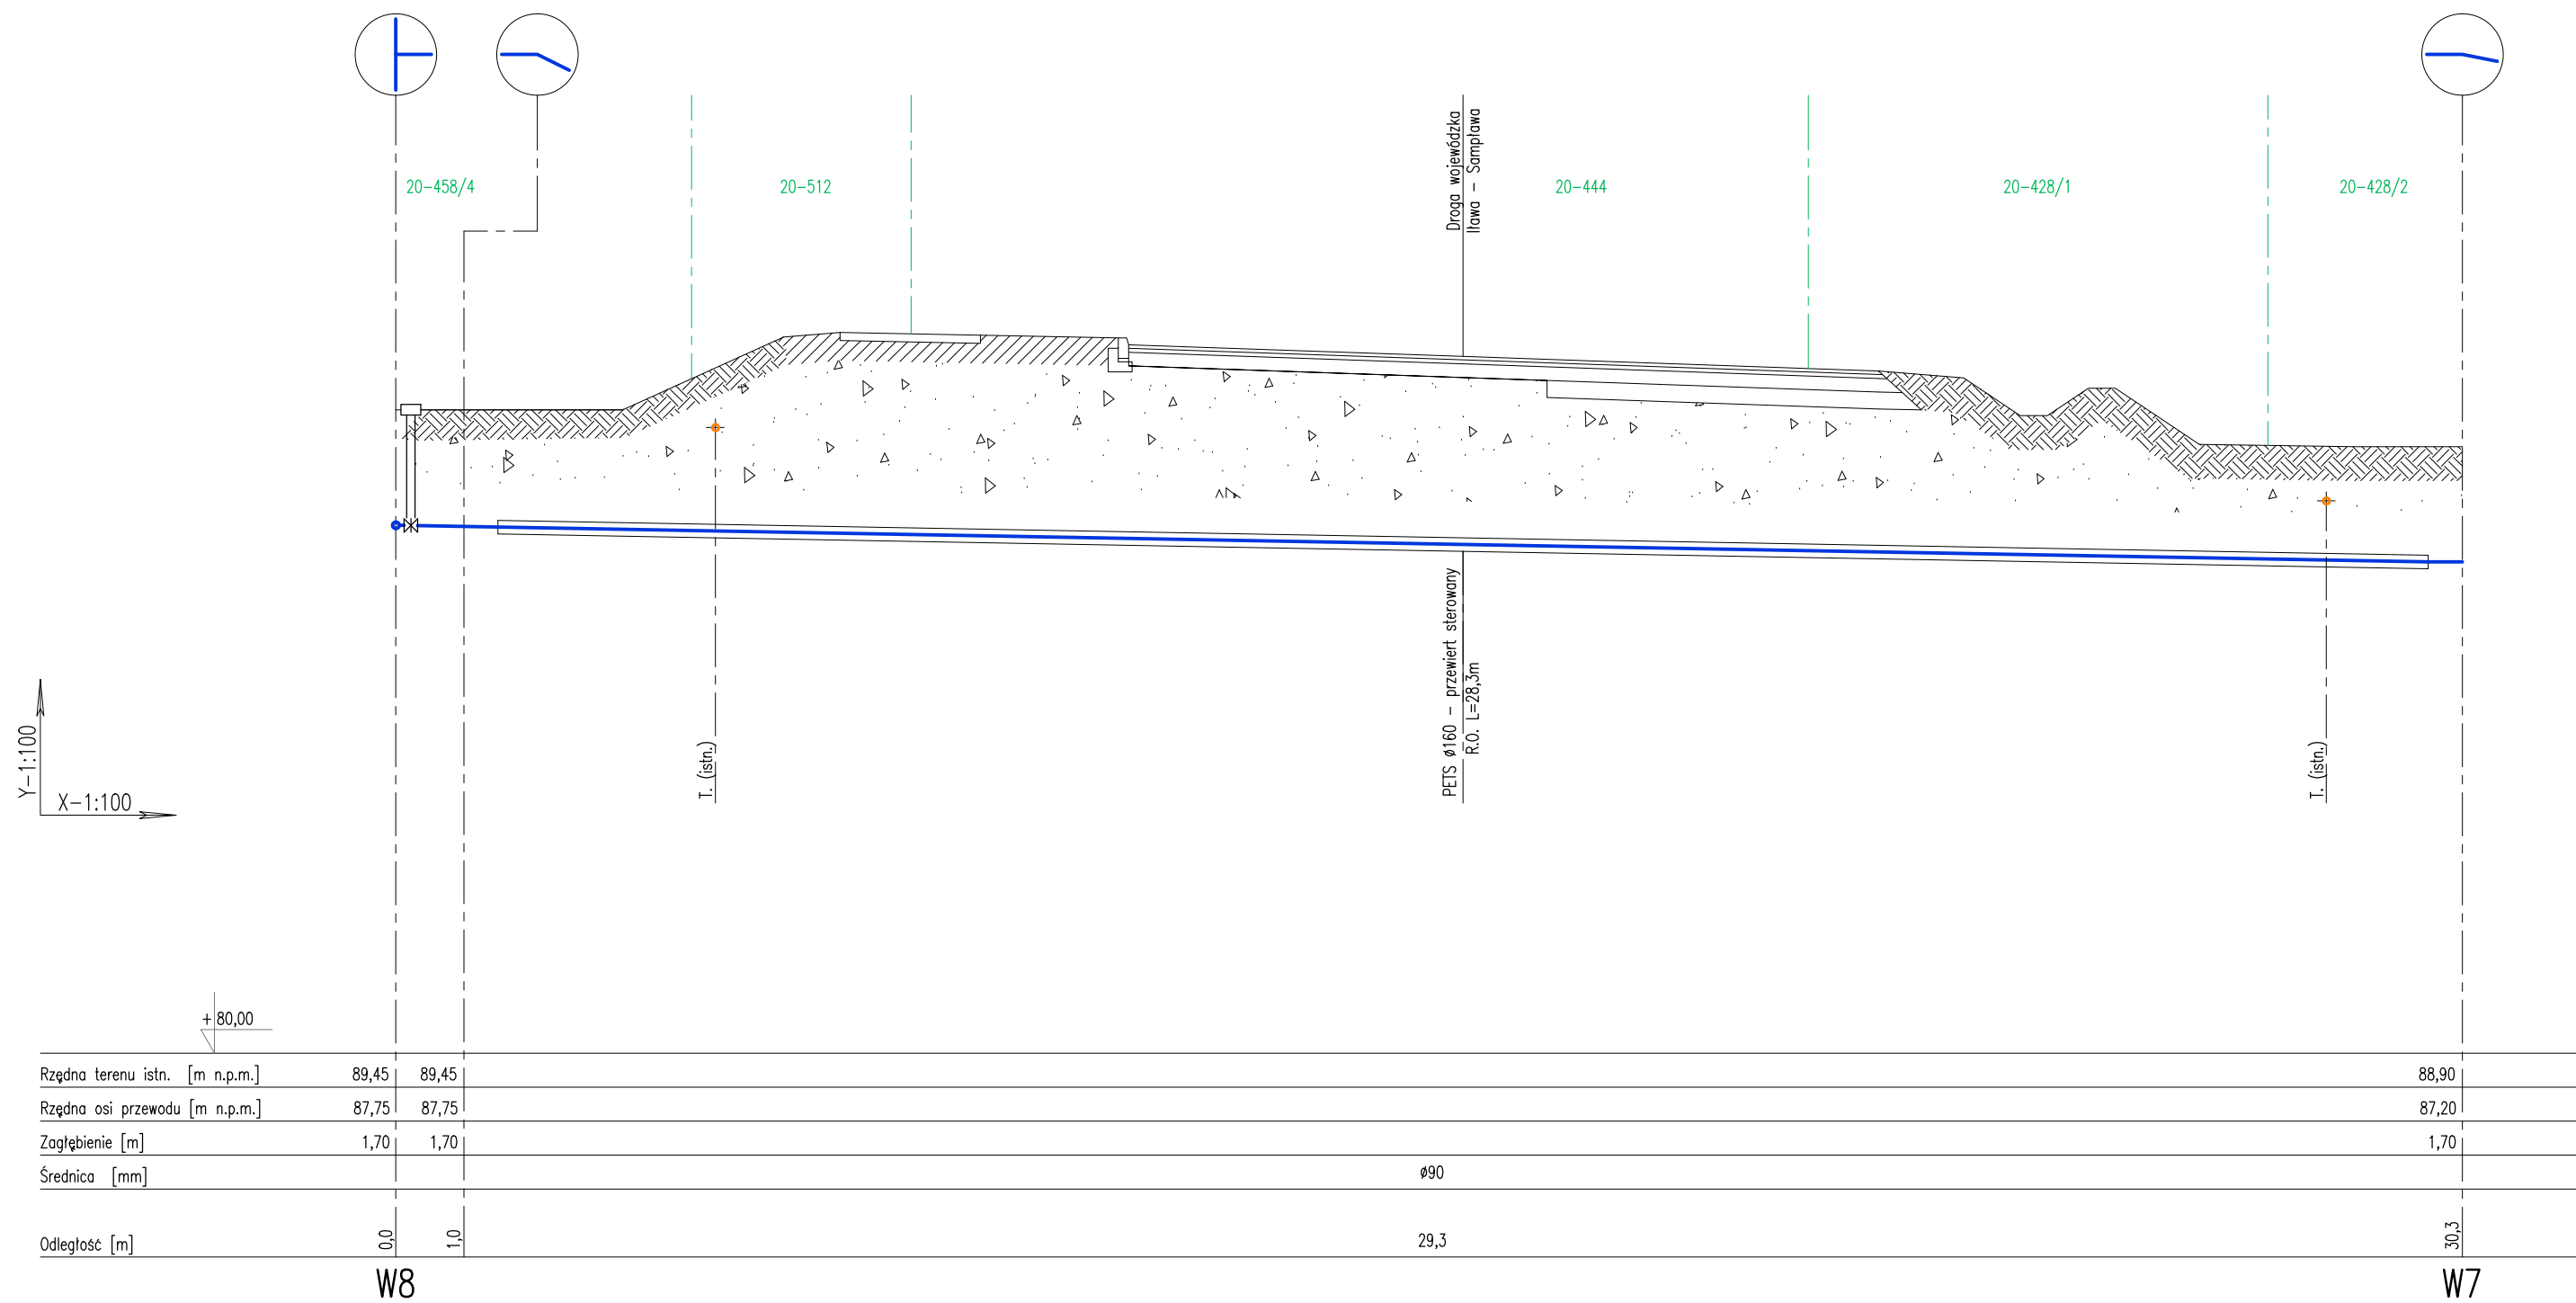 20-458/4
20-512
Droga wojewódzka
Iława - Sampława
20-444
20-428/1
20-428/2
T. (istn.)
PETS ø160 - przewiert sterowany
R.O. L=28,3m
T. (istn.)
Y-1:100
X-1:100
+80,00
Rzędna terenu istn. [m n.p.m.] 89,45 89,45 88,90
Rzędna osi przewodu [m n.p.m.] 87,75 87,75 87,20
Zagłębienie [m] 1,70 1,70 1,70
Średnica [mm] ø90
Odległość [m] 0,0 1,0 29,3 30,3
W8 W7